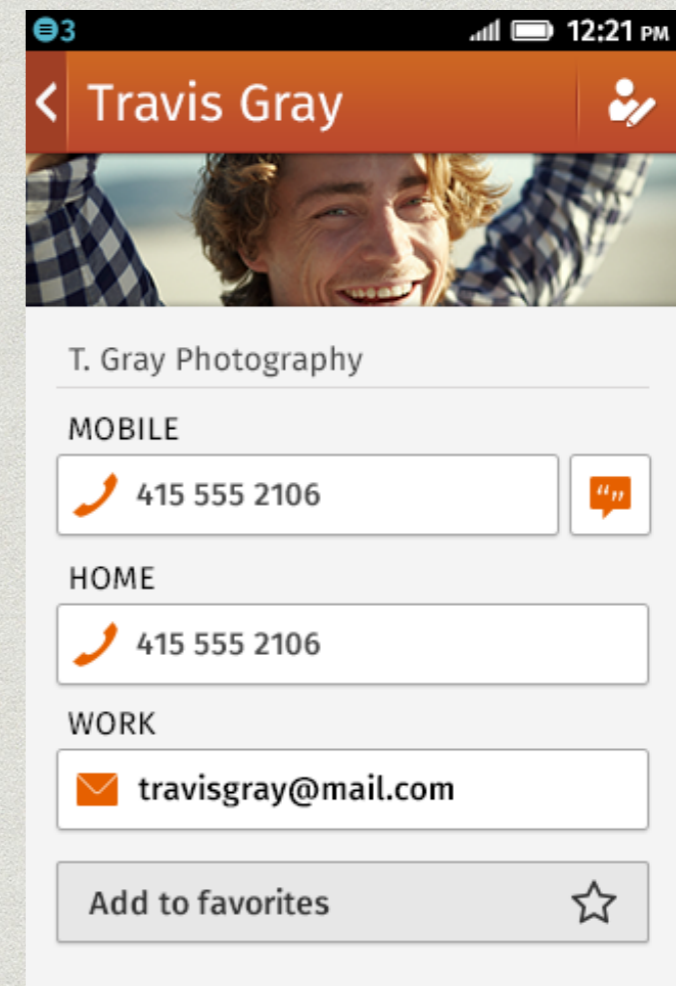 3 12:21 PM
Travis Gray
T. Gray Photography
MOBILE
415 555 2106
HOME
415 555 2106
WORK
travisgray@mail.com
Add to favorites